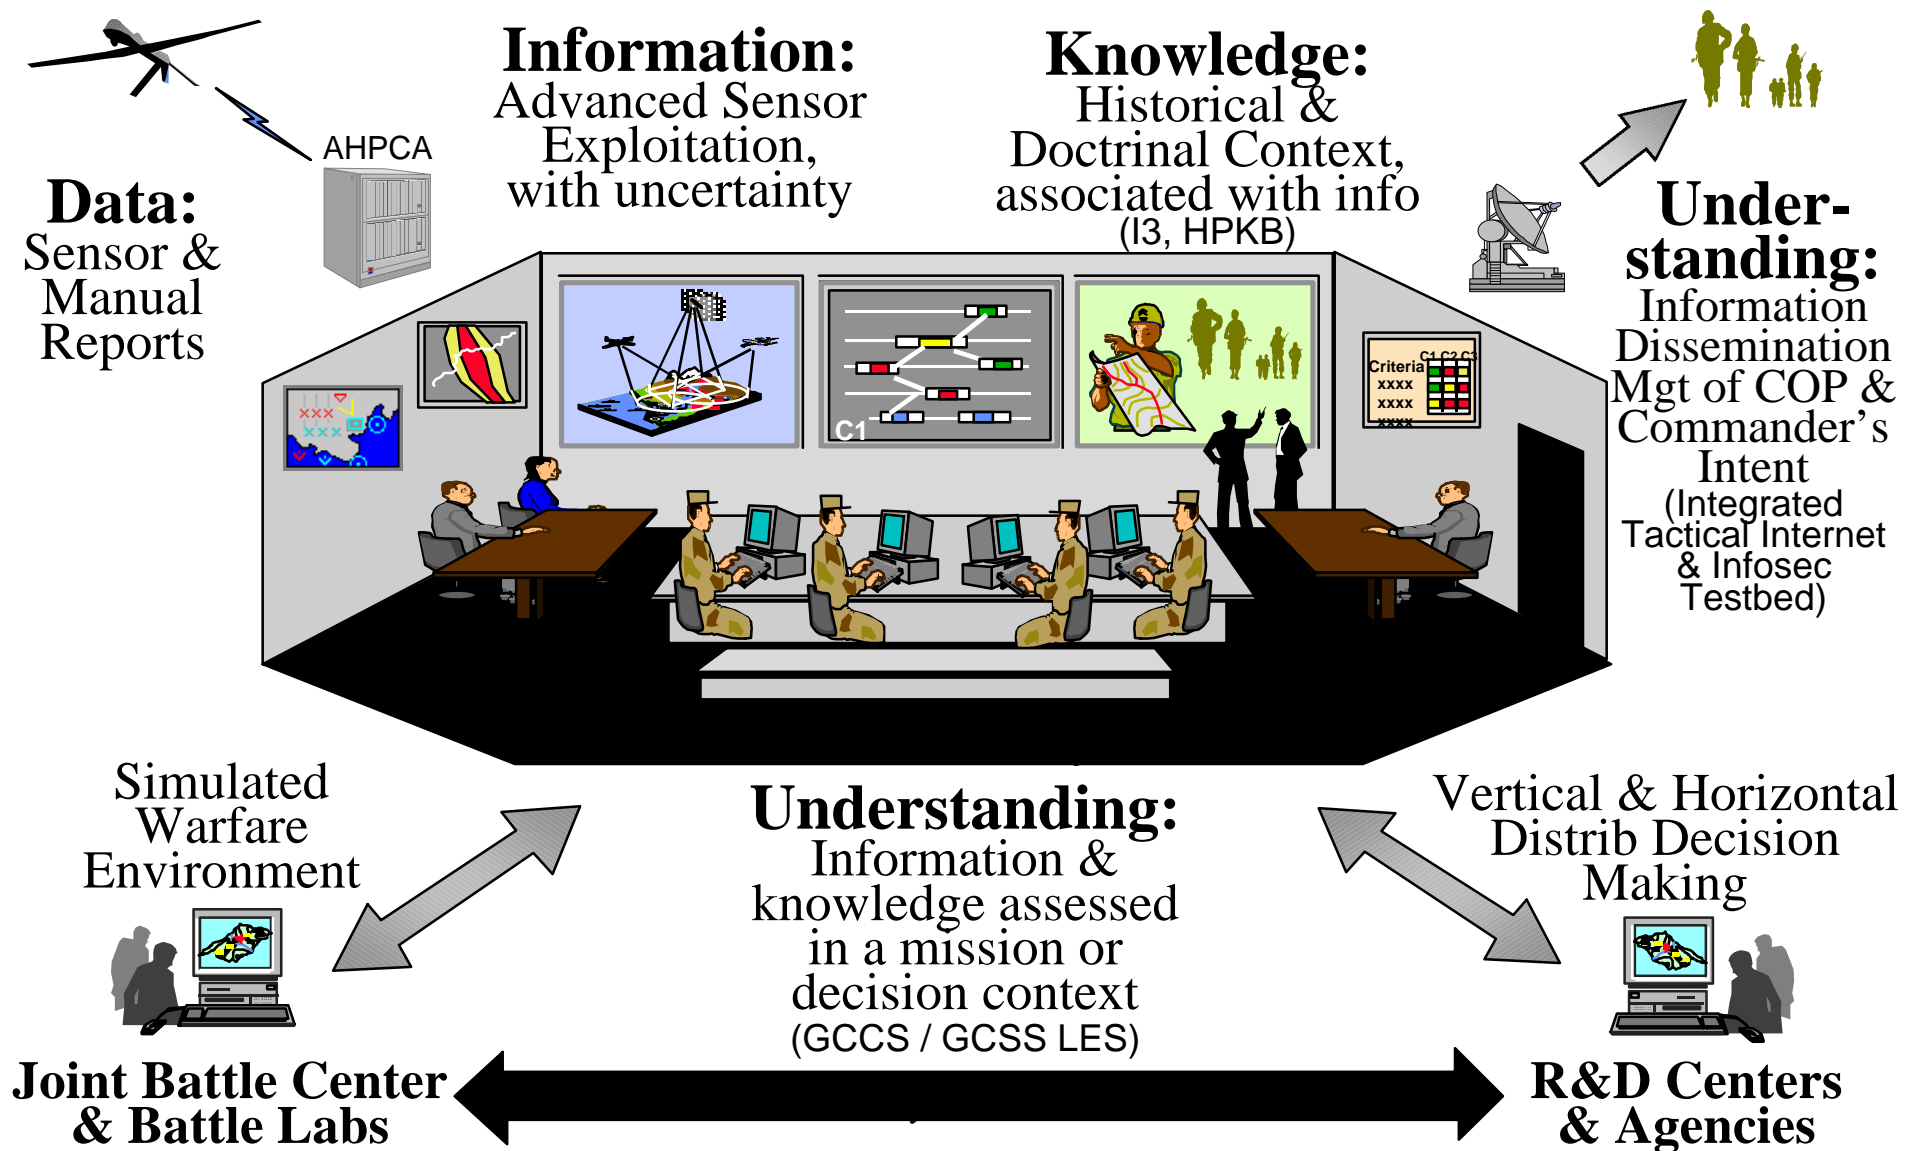 Information:
Advanced Sensor
Exploitation,
with uncertainty
Knowledge:
Historical &
Doctrinal Context,
associated with info
(I3, HPKB)
AHPCA
Data:
Sensor &
Manual
Reports
Under-
standing:
Information
Dissemination
Mgt of COP &
Commander's
Intent
(Integrated
Tactical Internet
& Infosec
Testbed)
C1
C1 C2 C3
Criteria
xxxx
xxxx
xxxx
xxx
xxx
Simulated
Warfare
Environment
Understanding:
Information &
knowledge assessed
in a mission or
decision context
(GCCS / GCSS LES)
Vertical & Horizontal
Distrib Decision
Making
Joint Battle Center
& Battle Labs
R&D Centers
& Agencies